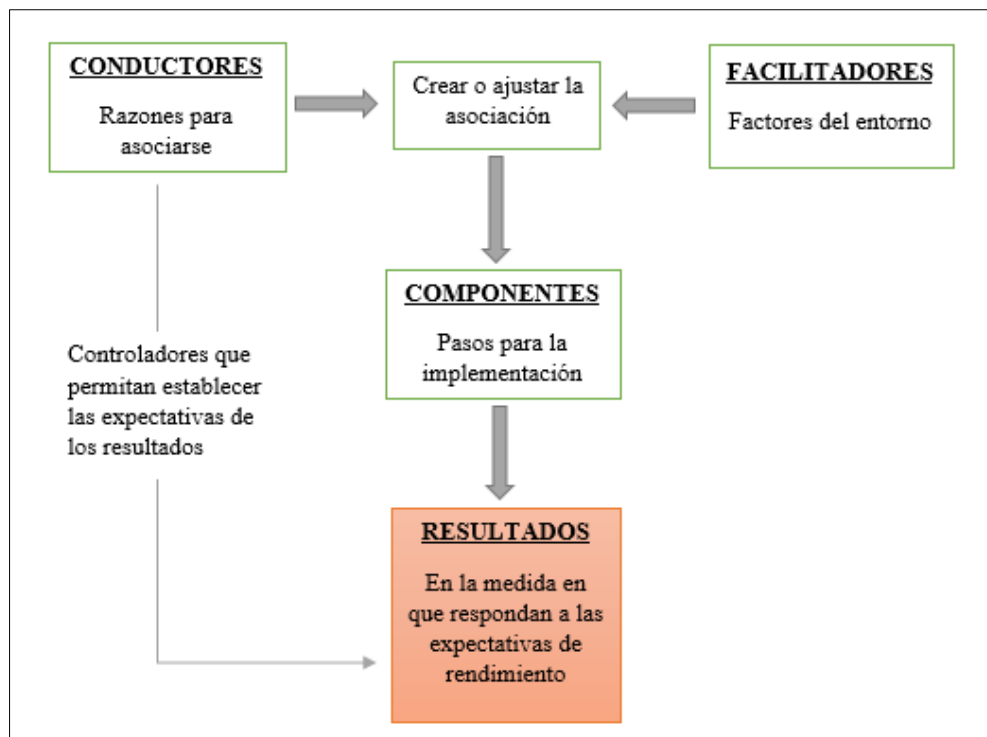 CONDUCTORES
Razones para
asociarse
Crear o ajustar la
asociación
FACILITADORES
Factores del entorno
COMPONENTES
Pasos para la
implementación
Controladores que
permitan establecer
las expectativas de
los resultados
RESULTADOS
En la medida en
que respondan a las
expectativas de
rendimiento